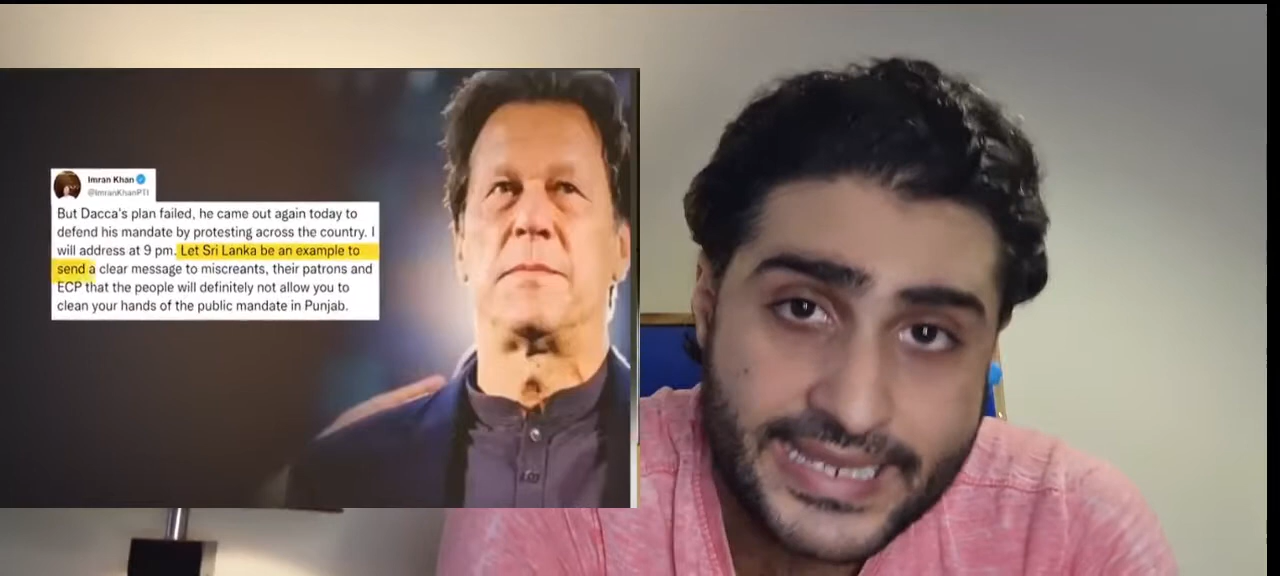 Imran Khan
@ImranKhanPTI
But Dacca's plan failed, he came out again today to
defend his mandate by protesting across the country. I
will address at 9 pm. Let Sri Lanka be an example to
send a clear message to miscreants, their patrons and
ECP that the people will definitely not allow you to
clean your hands of the public mandate in Punjab.